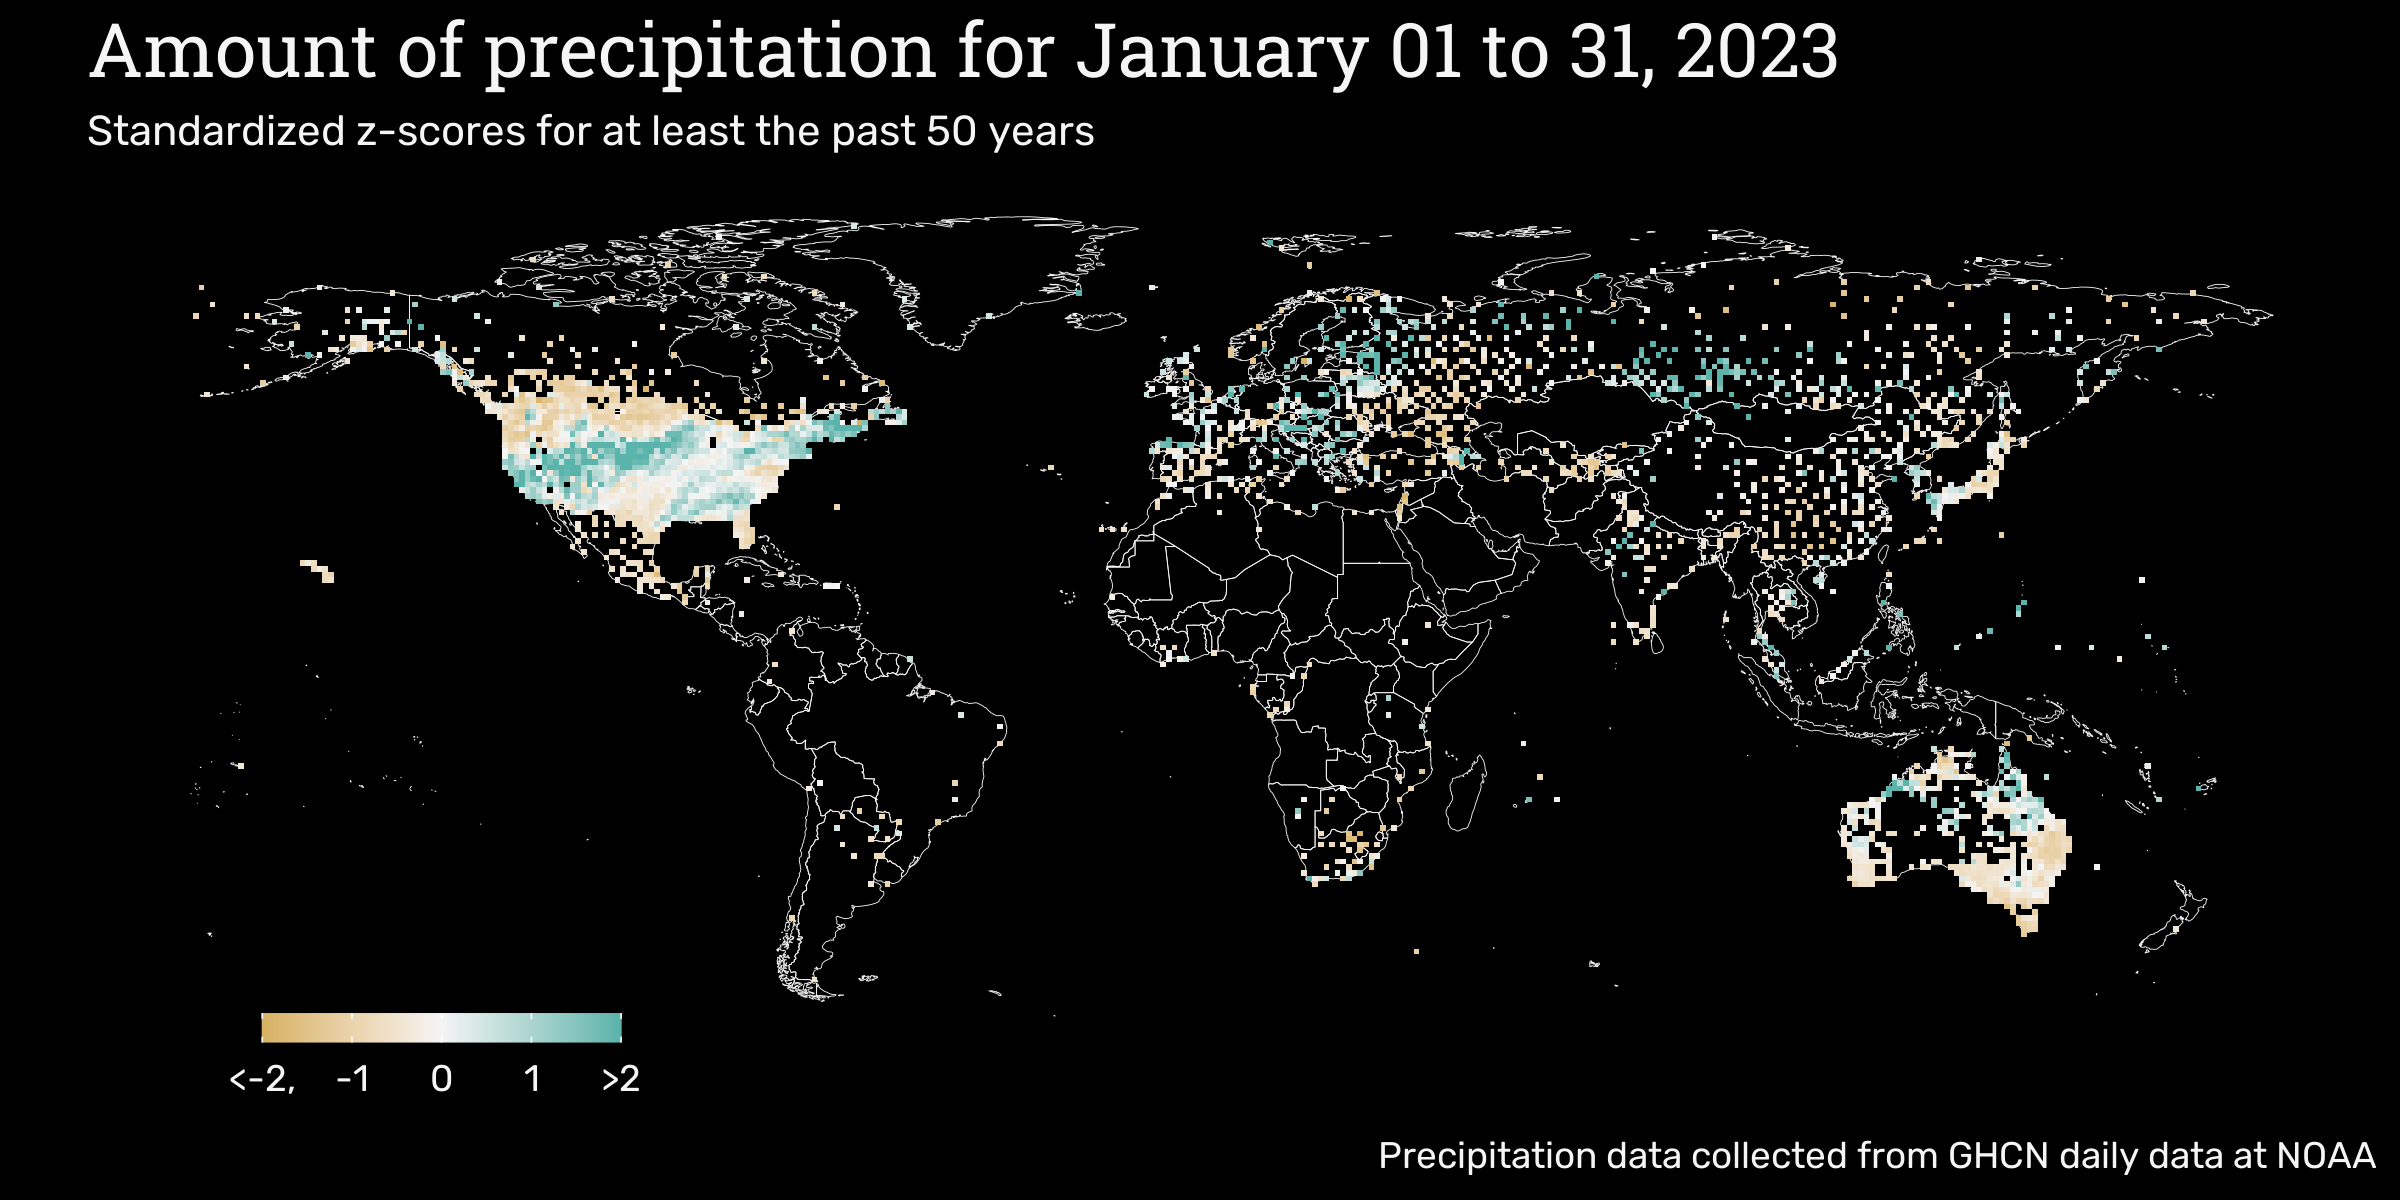 Amount of precipitation for January 01 to 31, 2023
Standardized z-scores for at least the past 50 years
<-2, -1 0 1 >2
Precipitation data collected from GHCN daily data at NOAA